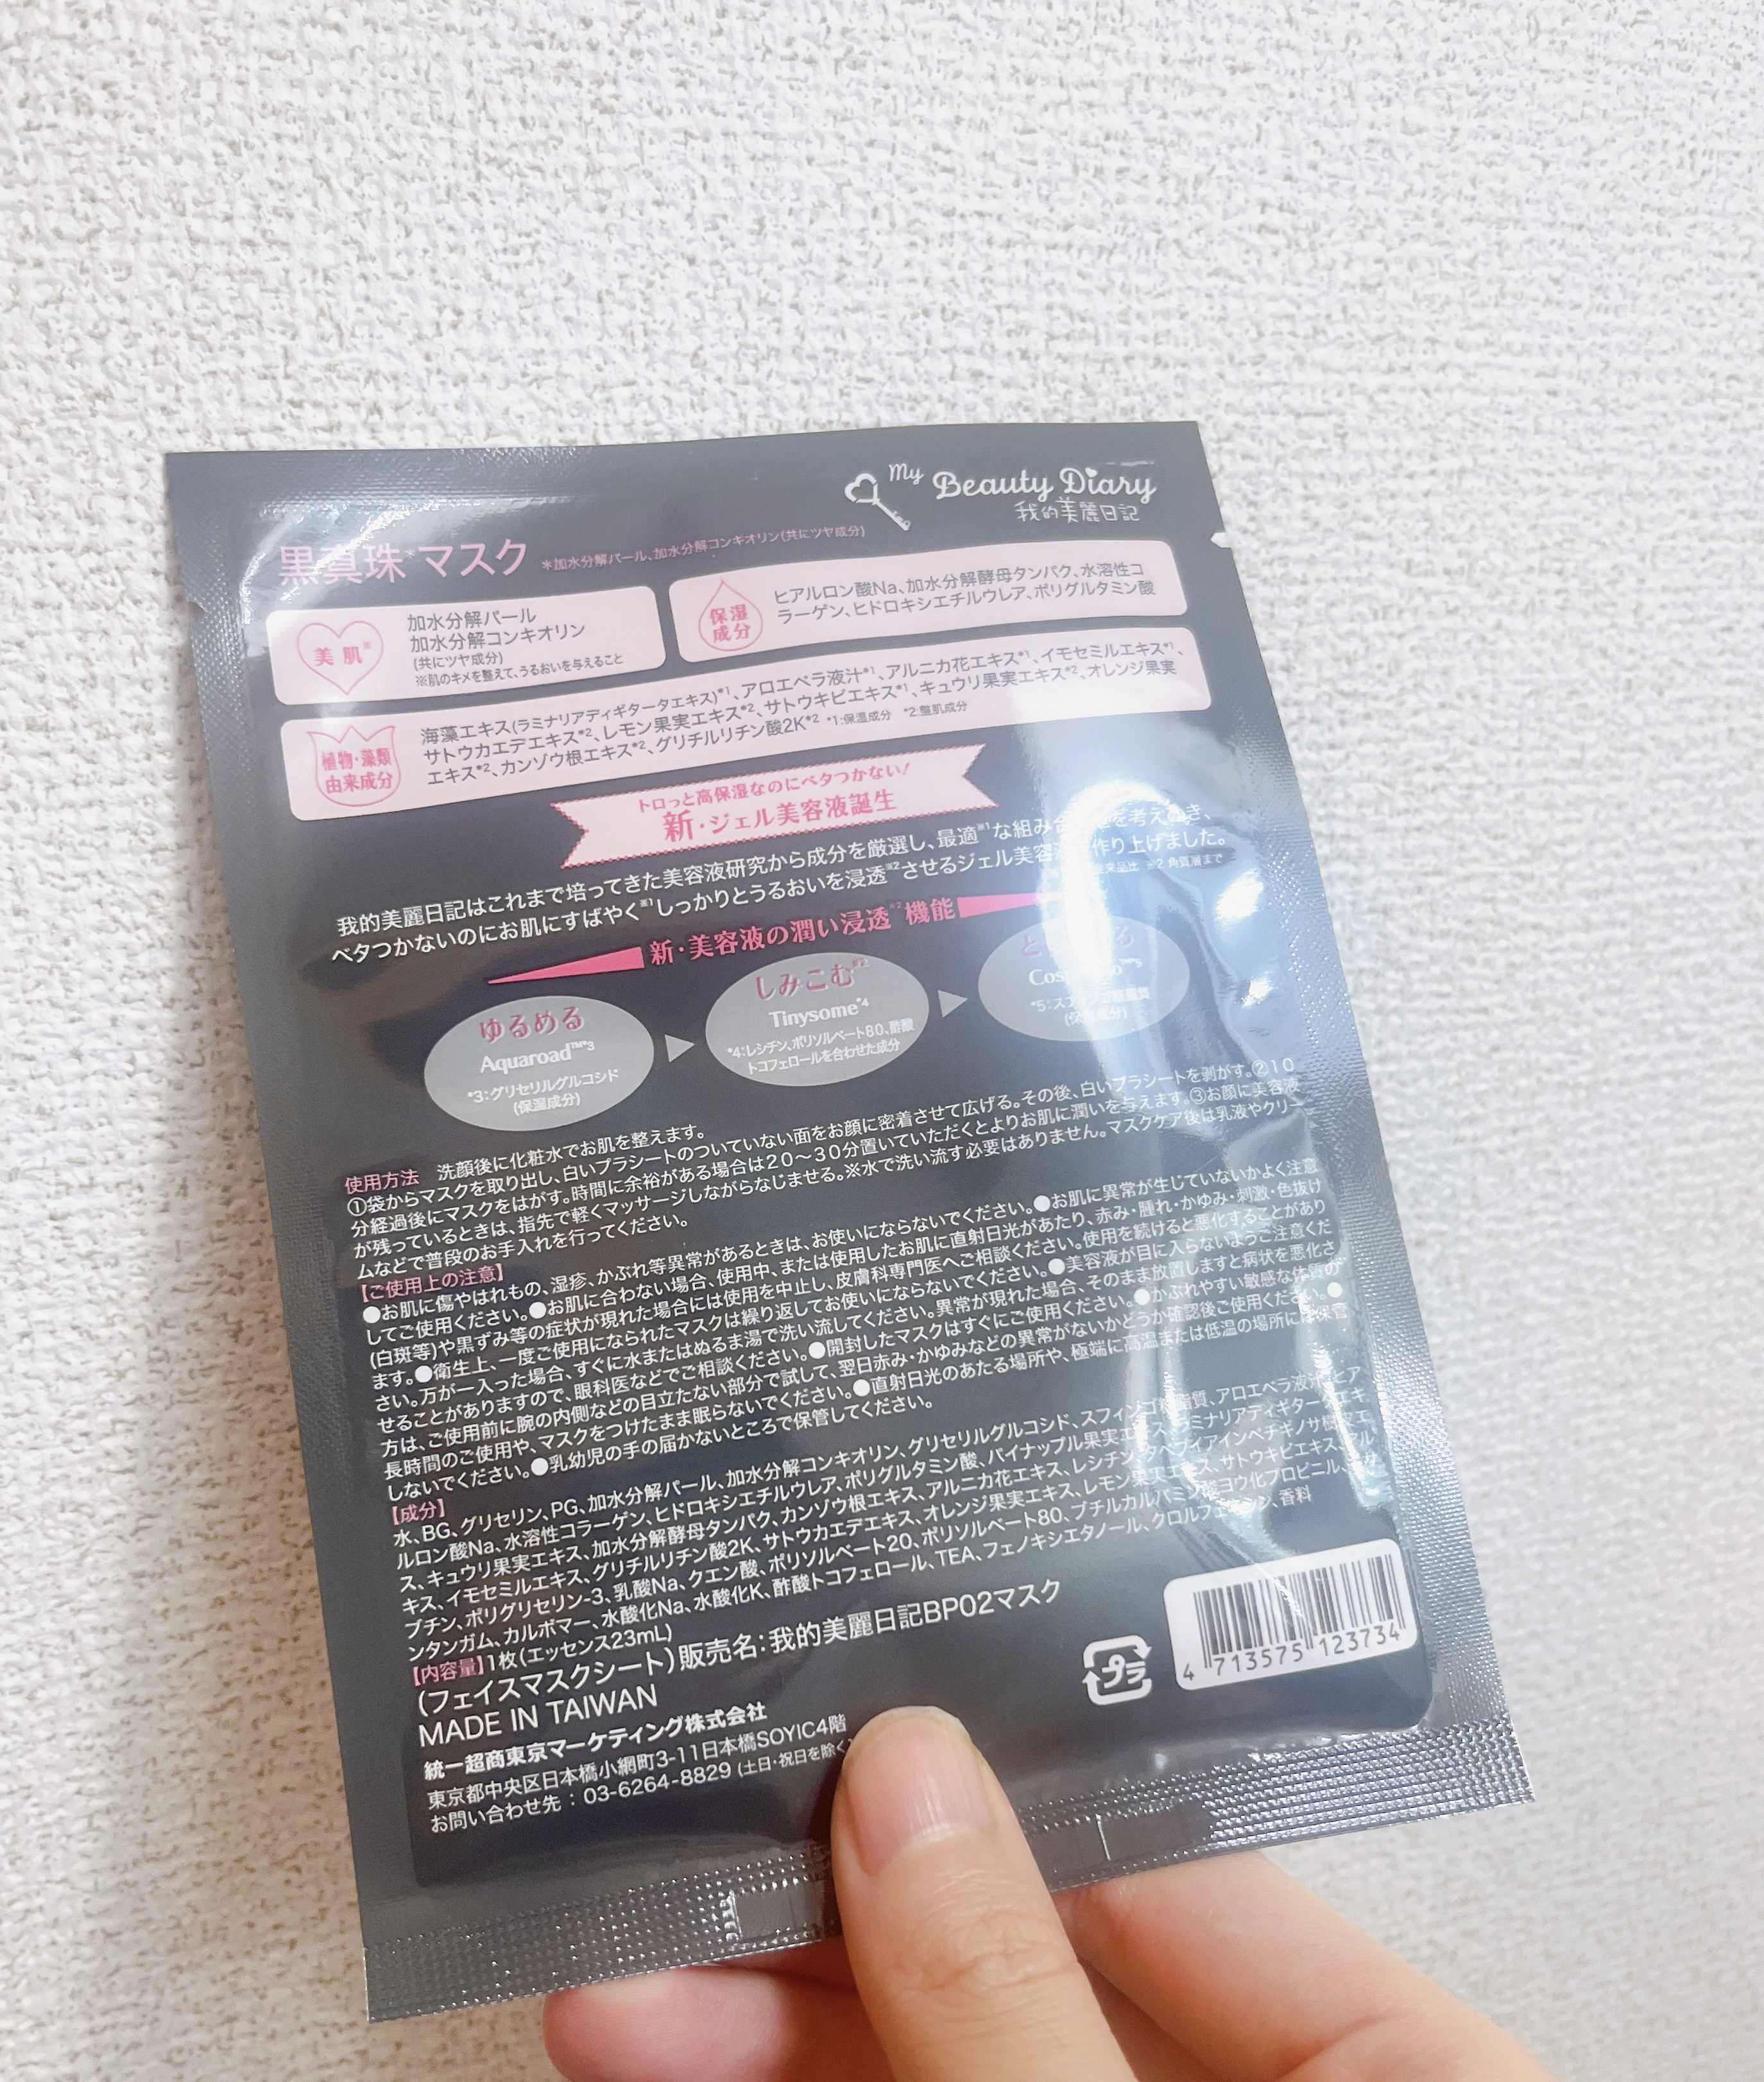 My Beauty Diary
我的美麗日記
黒真珠*マスク *加水分解パール、加水分解コンキオリン(共にツヤ成分)
美肌※
加水分解パール
加水分解コンキオリン
(共にツヤ成分)
※肌のキメを整えて、うるおいを与えること
保湿
成分
ヒアルロン酸Na、加水分解酵母タンパク、水溶性コ
ラーゲン、ヒドロキシエチルウレア、ポリグルタミン酸
植物・藻類
由来成分
海藻エキス(ラミナリアディギタータエキス)*1、アロエベラ液汁*1、アルニカ花エキス*1、イモセミルエキス*1、
サトウカエデエキス*2、レモン果実エキス*2、サトウキビエキス*1、キュウリ果実エキス*2、オレンジ果実
エキス*2、カンゾウ根エキス*2、グリチルリチン酸2K*2 *1:保湿成分 *2:整肌成分
トロっと高保湿なのにベタつかない!
新・ジェル美容液誕生
我的美麗日記はこれまで培ってきた美容液研究から成分を厳選し、最適※1な組み を考えぬき、
ベタつかないのにお肌にすばやく※1しっかりとうるおいを浸透※2させるジェル美容 作り上げました。
来品比 ※2 角質層まで
新・美容液の潤い浸透※2機能
ゆるめる
Aquaroad™*3
*3:グリセリルグルコシド
(保湿成分)
しみこむ※2
Tinysome*4
*4:レシチン、ポリソルベート80、酢酸
トコフェロールを合わせた成分
™*5
*5:スフィンゴ糖脂質
(保湿成分)
使用方法 洗顔後に化粧水でお肌を整えます。
①袋からマスクを取り出し、白いプラシートのついていない面をお顔に密着させて広げる。その後、白いプラシートを剥がす。②10
分経過後にマスクをはがす。時間に余裕がある場合は20~30分置いていただくとよりお肌に潤いを与えます。③お顔に美容液
が残っているときは、指先で軽くマッサージしながらなじませる。※水で洗い流す必要はありません。マスクケア後は乳液やクリー
ムなどで普段のお手入れを行ってください。
【ご使用上の注意】
●お肌に傷やはれもの、湿疹、かぶれ等異常があるときは、お使いにならないでください。●お肌に異常が生じていないかよく注意
してご使用ください。●お肌に合わない場合、使用中、または使用したお肌に直射日光があたり、赤み・腫れ・かゆみ・刺激・色抜け
(白斑等)や黒ずみ等の症状が現れた場合には使用を中止し、皮膚科専門医へご相談ください。使用を続けると悪化することがあり
ます。●衛生上、一度ご使用になられたマスクは繰り返してお使いにならないでください。●美容液が目に入らないようご注意くだ
さい。万が一入った場合、すぐに水またはぬるま湯で洗い流してください。異常が現れた場合、そのまま放置しますと病状を悪化さ
せることがありますので、眼科医などでご相談ください。●開封したマスクはすぐにご使用ください。●かぶれやすい敏感な体質の
方は、ご使用前に腕の内側などの目立たない部分で試して、翌日赤み・かゆみなどの異常がないかどうか確認後ご使用ください。●
長時間のご使用や、マスクをつけたまま眠らないでください。●直射日光のあたる場所や、極端に高温または低温の場所に 保管
しないでください。●乳幼児の手の届かないところで保管してください。
【成分】
水、BG、グリセリン、PG、加水分解パール、加水分解コンキオリン、グリセリルグルコシド、スフィンゴ糖脂質、アロエベラ液汁、ヒア
ルロン酸Na、水溶性コラーゲン、ヒドロキシエチルウレア、ポリグルタミン酸、パイナップル果実エキス、ラミナリアディギタータエキ
ス、キュウリ果実エキス、加水分解酵母タンパク、カンゾウ根エキス、アルニカ花エキス、レシチン、タベブイアインペチギノサ樹皮エ
キス、イモセミルエキス、グリチルリチン酸2K、サトウカエデエキス、オレンジ果実エキス、レモン果実エキス、サトウキビエキス、マル
ブチン、ポリグリセリン-3、乳酸Na、クエン酸、ポリソルベート20、ポリソルベート80、ブチルカルバミン酸ヨウ化プロピニル、
ンタンガム、カルボマー、水酸化Na、水酸化K、酢酸トコフェロール、TEA、フェノキシエタノール、クロルフェネシン、香料
【内容量】1枚(エッセンス23mL)
(フェイスマスクシート)販売名:我的美麗日記BP02マスク
MADE IN TAIWAN
統一超商東京マーケティング株式会社
東京都中央区日本橋小網町3-11日本橋SOYIC4階
お問い合わせ先:03-6264-8829 (土日・祝日を除く
プラ
4 713575 123734